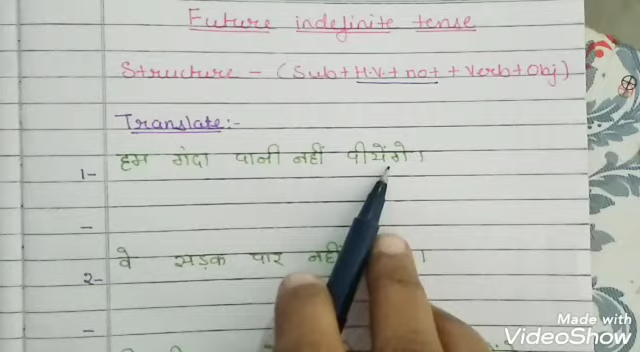 Future indefinite tense
Structure - (Sub + H.V. + not + Verb + Obj)
Translate:-
1- हम गंदा पानी नहीं पीयेंगे।
-
2- वे सड़क पार नहीं ।
-
Made with
VideoShow